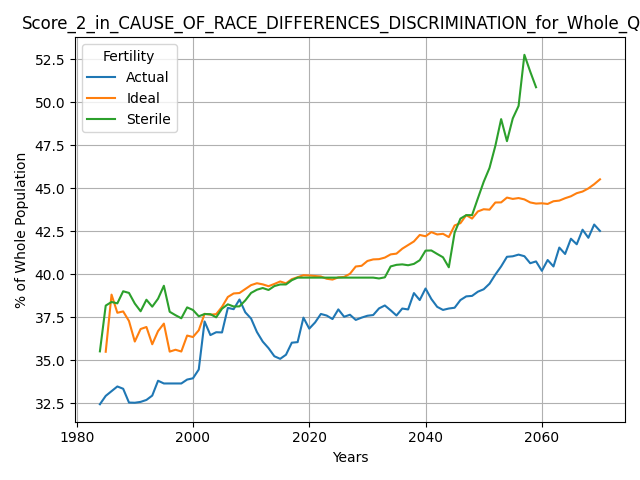 Score_2_in_CAUSE_OF_RACE_DIFFERENCES_DISCRIMINATION_for_Whole_Q
Fertility
Actual
Ideal
Sterile
% of Whole Population
52.5
50.0
47.5
45.0
42.5
40.0
37.5
35.0
32.5
1980 2000 2020 2040 2060
Years